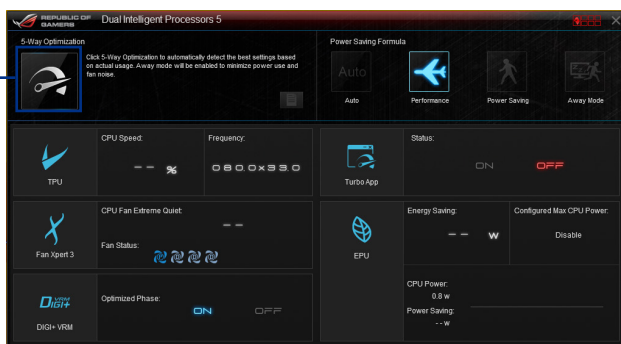 REPUBLIC OF
GAMERS
Dual Intelligent Processors 5
5-Way Optimization
Click 5-Way Optimization to automatically detect the best settings based
on actual usage. Away mode will be enabled to minimize power use and
fan noise.
Power Saving Formula
Auto
Auto
Performance
Power Saving
Away Mode
TPU
CPU Speed:
-- %
Frequency:
080.0x33.0
Turbo App
Status:
ON OFF
Fan Xpert 3
CPU Fan Extreme Quiet:
--
Fan Status:
EPU
Energy Saving:
-- W
Configured Max CPU Power:
Disable
CPU Power:
0.8 w
Power Saving:
-- w
DIGI+ VRM
DIGI+ VRM
Optimized Phase:
ON OFF